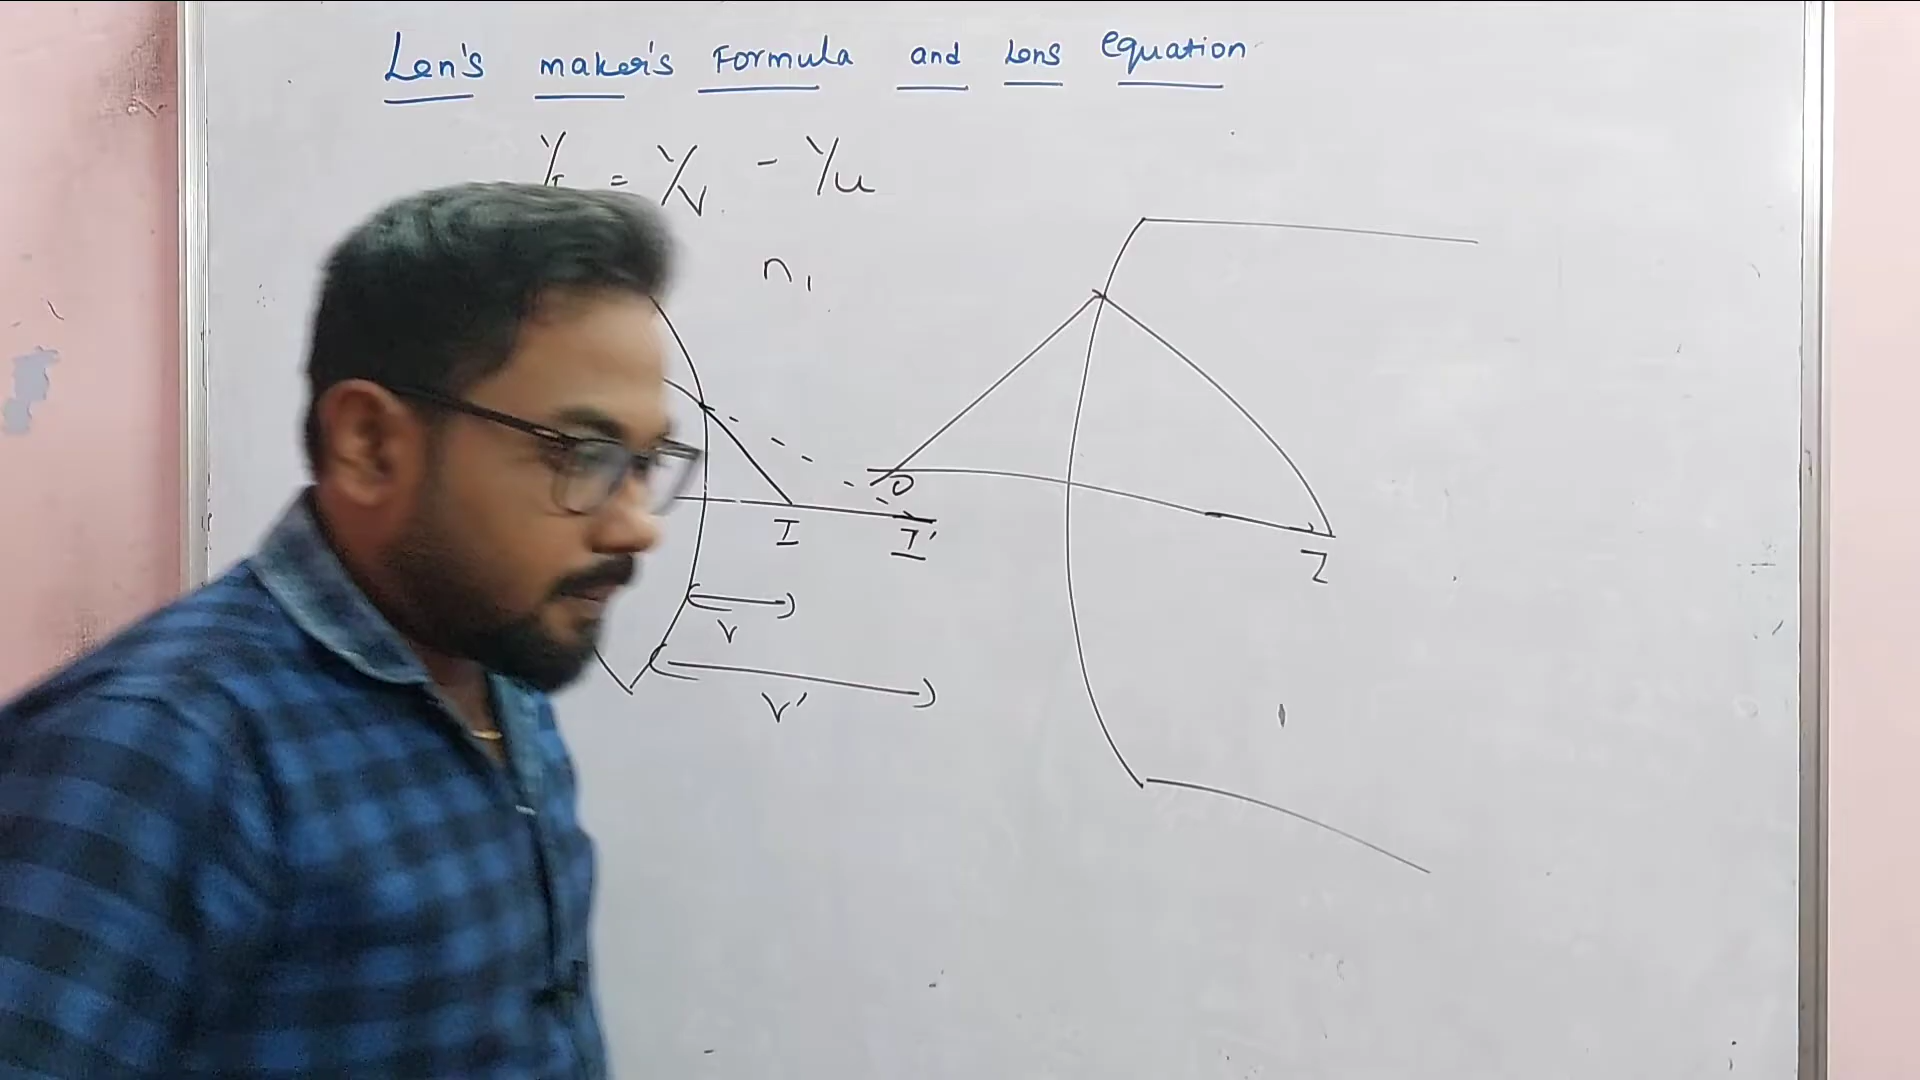 Len's maker's Formula and Lens equation
1/f = 1/v - 1/u
n1
O
I I'
I
v
v'